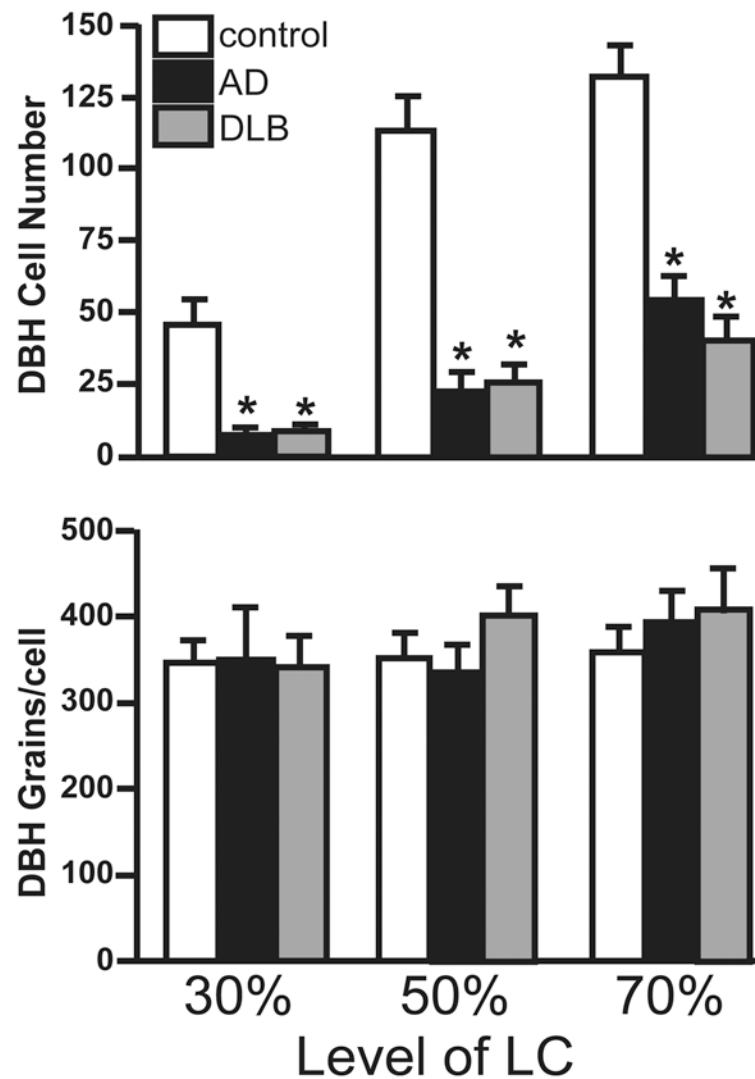 150
125
100
75
50
25
0
DBH Cell Number
control
AD
DLB
* *
* *
* *
500
400
300
200
100
0
DBH Grains/cell
30% 50% 70%
Level of LC